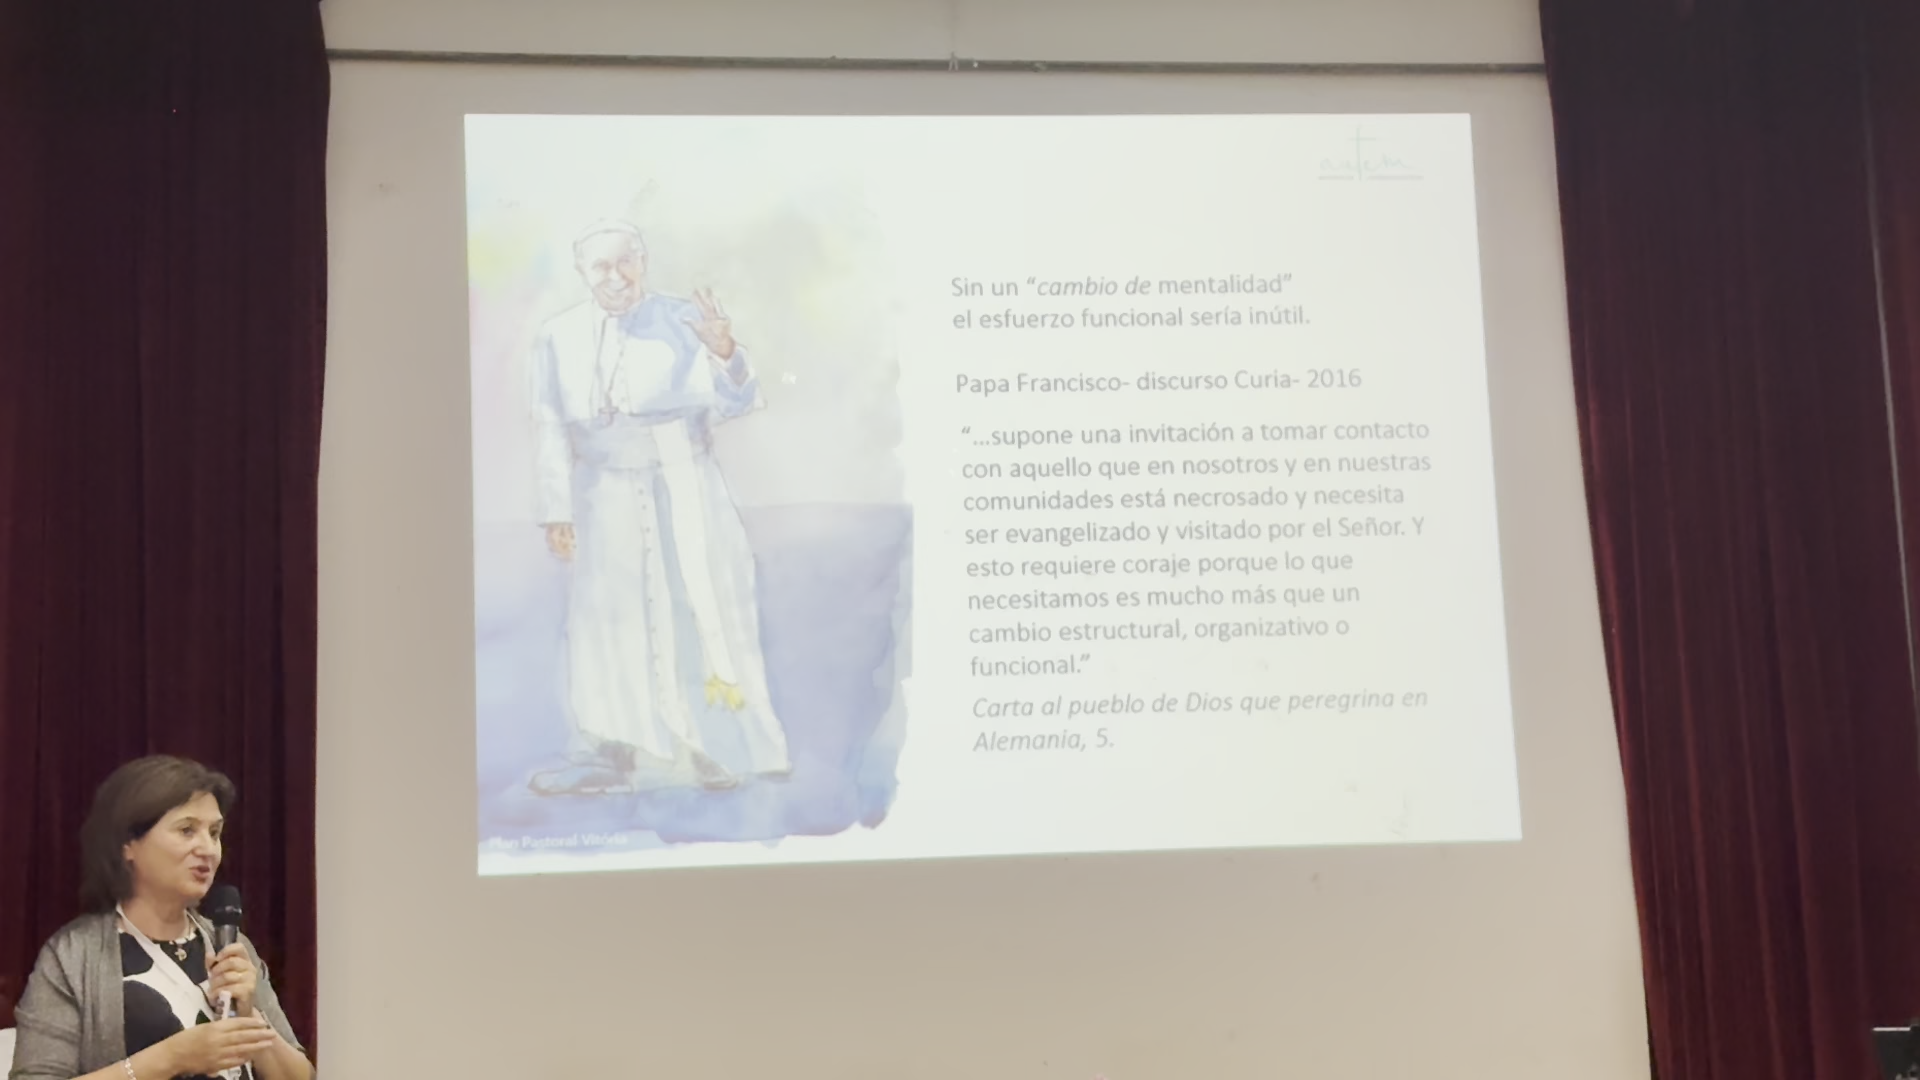 autem
Sin un “cambio de mentalidad”
el esfuerzo funcional sería inútil.
Papa Francisco- discurso Curia- 2016
“...supone una invitación a tomar contacto
con aquello que en nosotros y en nuestras
comunidades está necrosado y necesita
ser evangelizado y visitado por el Señor. Y
esto requiere coraje porque lo que
necesitamos es mucho más que un
cambio estructural, organizativo o
funcional.”
Carta al pueblo de Dios que peregrina en
Alemania, 5.
Plan Pastoral Vitória